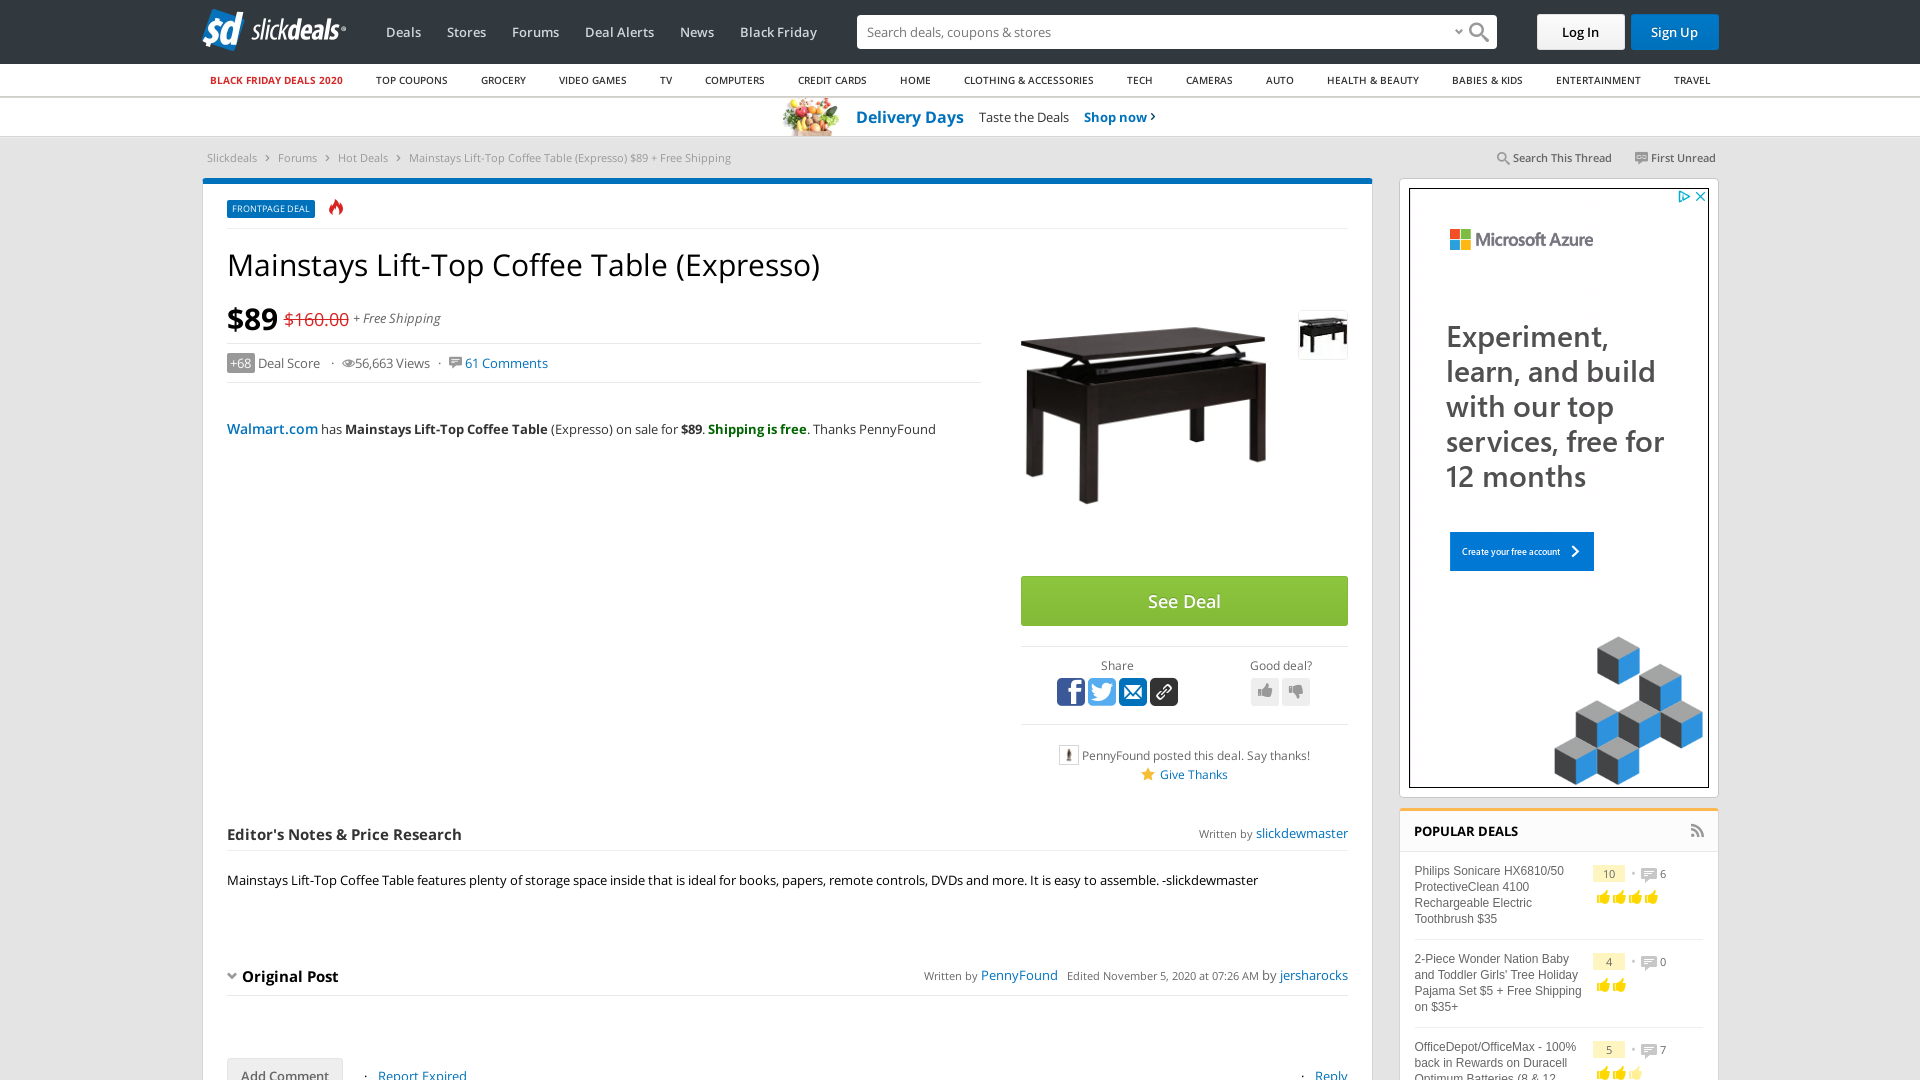 slickdeals
Deals Stores Forums Deal Alerts News Black Friday
Search deals, coupons & shops
Log In Sign Up
BLACK FRIDAY DEALS 2020 TOP COUPONS GROCERY VIDEO GAMES TV COMPUTERS CREDIT CARDS HOME CLOTHING & ACCESSORIES TECH CAMERAS AUTO HEALTH & BEAUTY BABIES & KIDS ENTERTAINMENT TRAVEL
Delivery Days Taste the Deals Shop now
Slickdeals Forums Hot Deals Mainstays Lift-Top Coffee Table (Expresso) $89 + Free Shipping
Search This Thread First Unread
FRONTPAGE DEAL
Mainstays Lift-Top Coffee Table (Expresso)
$89 $160.00 + Free Shipping
+68 Deal Score · 56,663 Views · 61 Comments
Walmart.com has Mainstays Lift-Top Coffee Table (Expresso) on sale for $89. Shipping is free. Thanks PennyFound
See Deal
Share Good deal?
PennyFound posted this deal. Say thanks!
Give Thanks
Editor's Notes & Price Research
Written by slickdewmaster
Mainstays Lift-Top Coffee Table features plenty of storage space inside that is ideal for books, papers, remote controls, DVDs and more. It is easy to assemble. -slickdewmaster
Original Post
Written by PennyFound Edited November 5, 2020 at 07:26 AM by jersharocks
Add Comment · Report Expired · Reply
Microsoft Azure
Experiment,
learn, and build
with our top
services, free for
12 months
Create your free account
POPULAR DEALS
Philips Sonicare HX6810/50
ProtectiveClean 4100
Rechargeable Electric
Toothbrush $35
10 • 6
2-Piece Wonder Nation Baby
and Toddler Girls' Tree Holiday
Pajama Set $5 + Free Shipping
on $35+
4 • 0
OfficeDepot/OfficeMax - 100%
back in Rewards on Duracell
Optimum Batteries (8 & 12
5 • 7